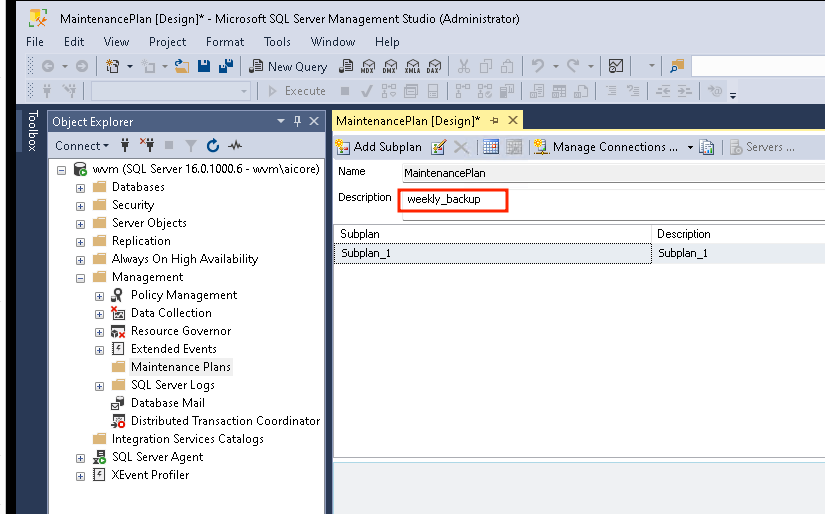 MaintenancePlan [Design]* - Microsoft SQL Server Management Studio (Administrator)
File Edit View Project Format Tools Window Help
New Query MDX DMX XMLA DAX
Execute
Toolbox
Object Explorer
Connect
wvm (SQL Server 16.0.1000.6 - wvm\aicore)
Databases
Security
Server Objects
Replication
Always On High Availability
Management
Policy Management
Data Collection
Resource Governor
Extended Events
Maintenance Plans
SQL Server Logs
Database Mail
Distributed Transaction Coordinator
Integration Services Catalogs
SQL Server Agent
XEvent Profiler
MaintenancePlan [Design]*
Add Subplan Manage Connections ... Servers ...
Name MaintenancePlan
Description weekly_backup
Subplan Description
Subplan_1 Subplan_1